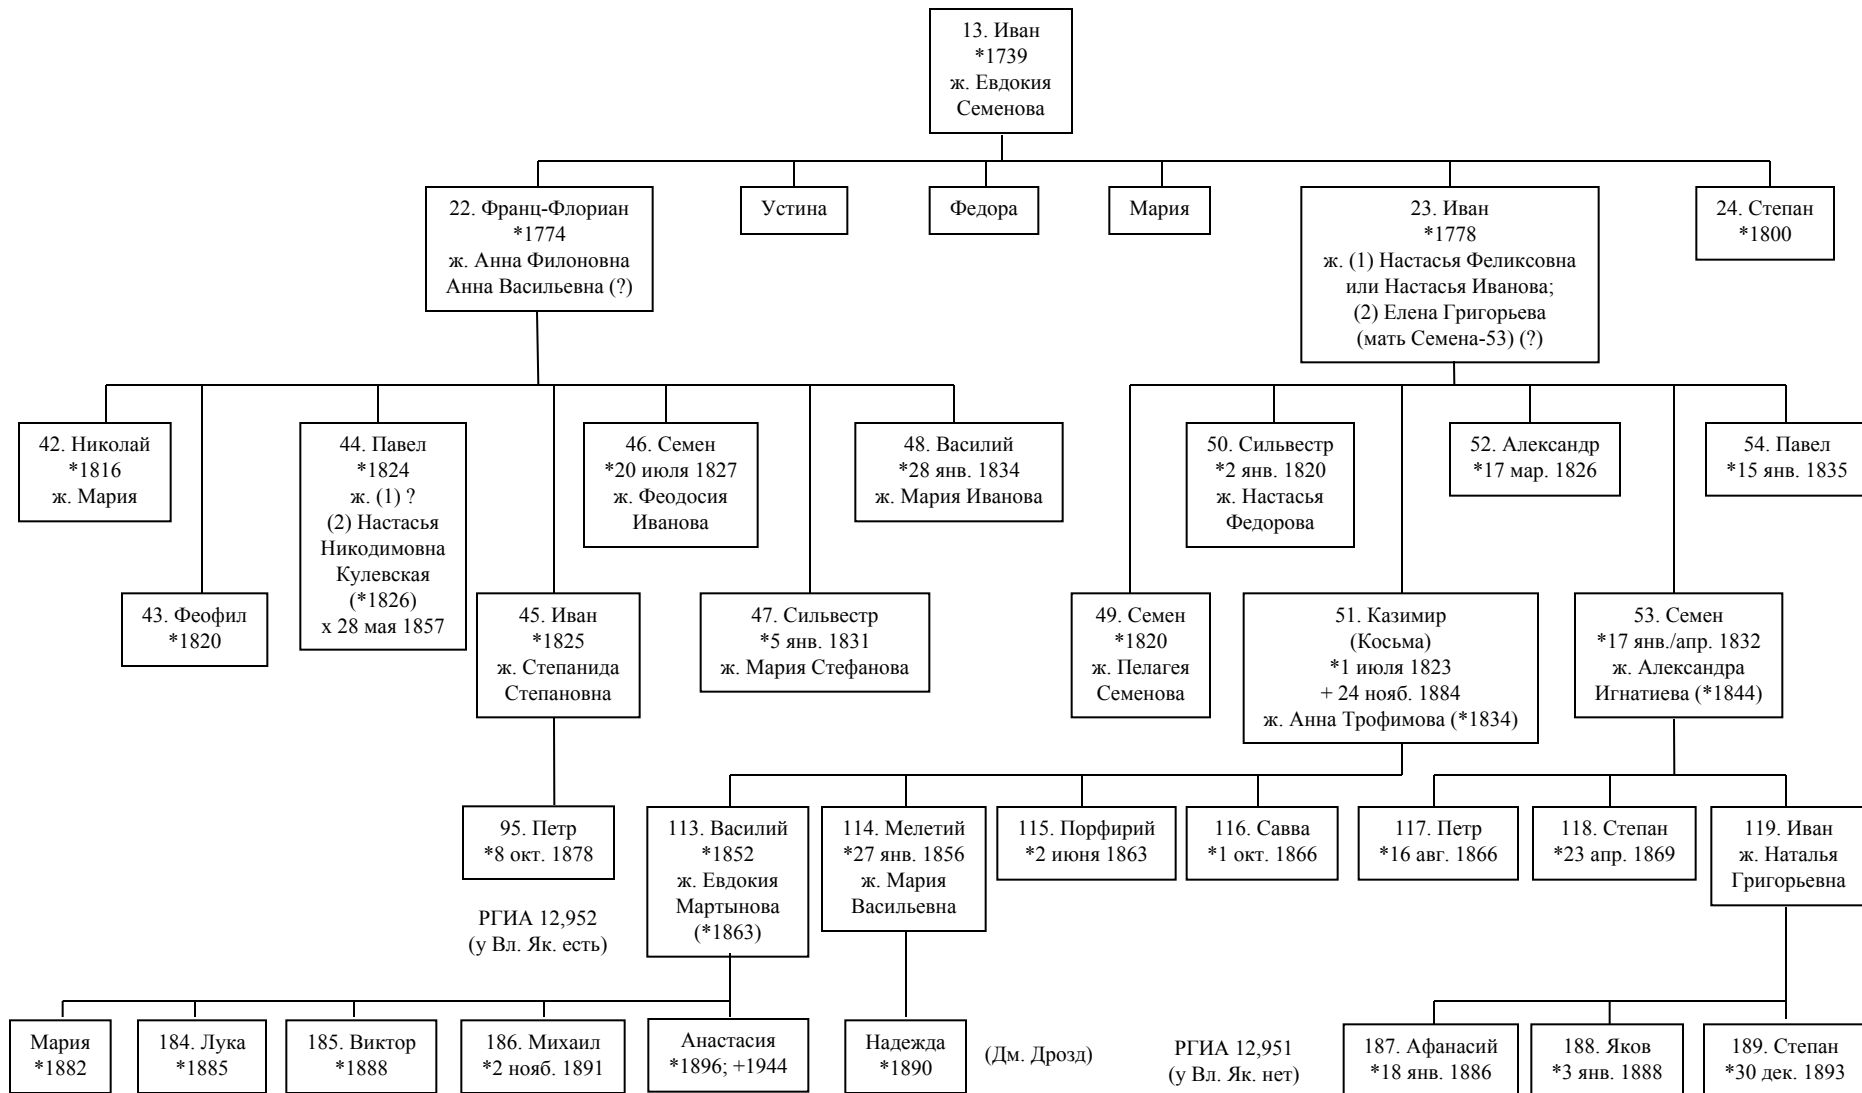 13. Иван
*1739
ж. Евдокия
Семенова
22. Франц-Флориан
*1774
ж. Анна Филоновна
Анна Васильевна (?)
Устина
Федора
Мария
23. Иван
*1778
ж. (1) Настасья Феликсовна
или Настасья Иванова;
(2) Елена Григорьева
(мать Семена-53) (?)
24. Степан
*1800
42. Николай
*1816
ж. Мария
43. Феофил
*1820
44. Павел
*1824
ж. (1) ?
(2) Настасья
Никодимовна
Кулевская
(*1826)
х 28 мая 1857
45. Иван
*1825
ж. Степанида
Степановна
46. Семен
*20 июля 1827
ж. Феодосия
Иванова
47. Сильвестр
*5 янв. 1831
ж. Мария Стефанова
48. Василий
*28 янв. 1834
ж. Мария Иванова
49. Семен
*1820
ж. Пелагея
Семенова
50. Сильвестр
*2 янв. 1820
ж. Настасья
Федорова
51. Казимир
(Косьма)
*1 июля 1823
+ 24 нояб. 1884
ж. Анна Трофимова (*1834)
52. Александр
*17 мар. 1826
53. Семен
*17 янв./апр. 1832
ж. Александра
Игнатиева (*1844)
54. Павел
*15 янв. 1835
95. Петр
*8 окт. 1878
РГИА 12,952
(у Вл. Як. есть)
113. Василий
*1852
ж. Евдокия
Мартынова
(*1863)
114. Мелетий
*27 янв. 1856
ж. Мария
Васильевна
115. Порфирий
*2 июня 1863
116. Савва
*1 окт. 1866
117. Петр
*16 авг. 1866
118. Степан
*23 апр. 1869
119. Иван
ж. Наталья
Григорьевна
Мария
*1882
184. Лука
*1885
185. Виктор
*1888
186. Михаил
*2 нояб. 1891
Анастасия
*1896; +1944
Надежда
*1890
(Дм. Дрозд)
РГИА 12,951
(у Вл. Як. нет)
187. Афанасий
*18 янв. 1886
188. Яков
*3 янв. 1888
189. Степан
*30 дек. 1893